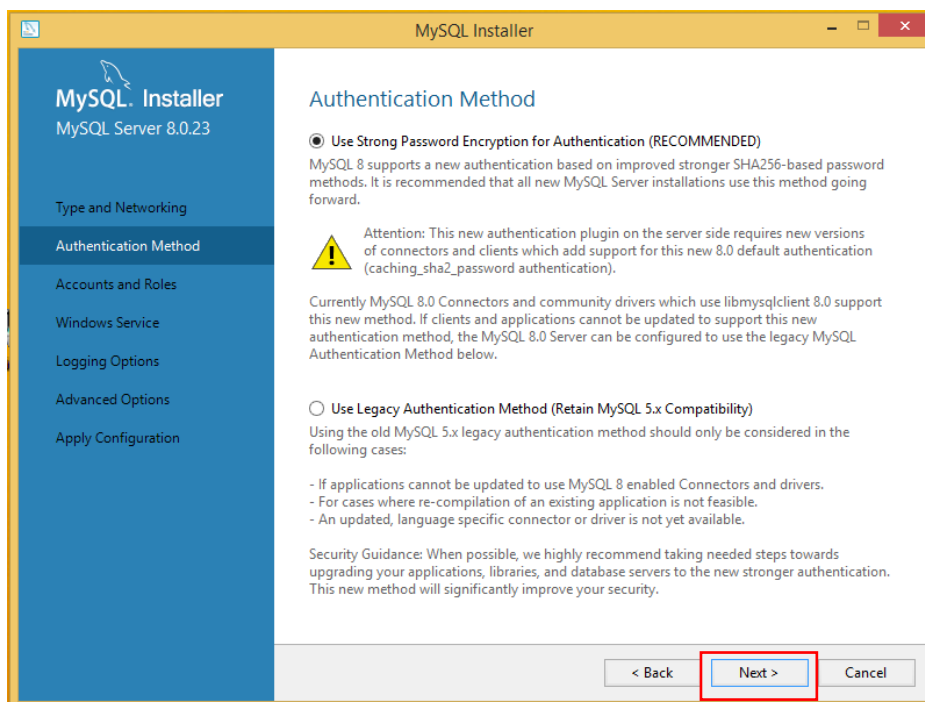 MySQL Installer
MySQL. Installer
MySQL Server 8.0.23
Type and Networking
Authentication Method
Accounts and Roles
Windows Service
Logging Options
Advanced Options
Apply Configuration
Authentication Method
Use Strong Password Encryption for Authentication (RECOMMENDED)
MySQL 8 supports a new authentication based on improved stronger SHA256-based password
methods. It is recommended that all new MySQL Server installations use this method going
forward.
Attention: This new authentication plugin on the server side requires new versions
of connectors and clients which add support for this new 8.0 default authentication
(caching_sha2_password authentication).
Currently MySQL 8.0 Connectors and community drivers which use libmysqlclient 8.0 support
this new method. If clients and applications cannot be updated to support this new
authentication method, the MySQL 8.0 Server can be configured to use the legacy MySQL
Authentication Method below.
Use Legacy Authentication Method (Retain MySQL 5.x Compatibility)
Using the old MySQL 5.x legacy authentication method should only be considered in the
following cases:
- If applications cannot be updated to use MySQL 8 enabled Connectors and drivers.
- For cases where re-compilation of an existing application is not feasible.
- An updated, language specific connector or driver is not yet available.
Security Guidance: When possible, we highly recommend taking needed steps towards
upgrading your applications, libraries, and database servers to the new stronger authentication.
This new method will significantly improve your security.
< Back
Next >
Cancel